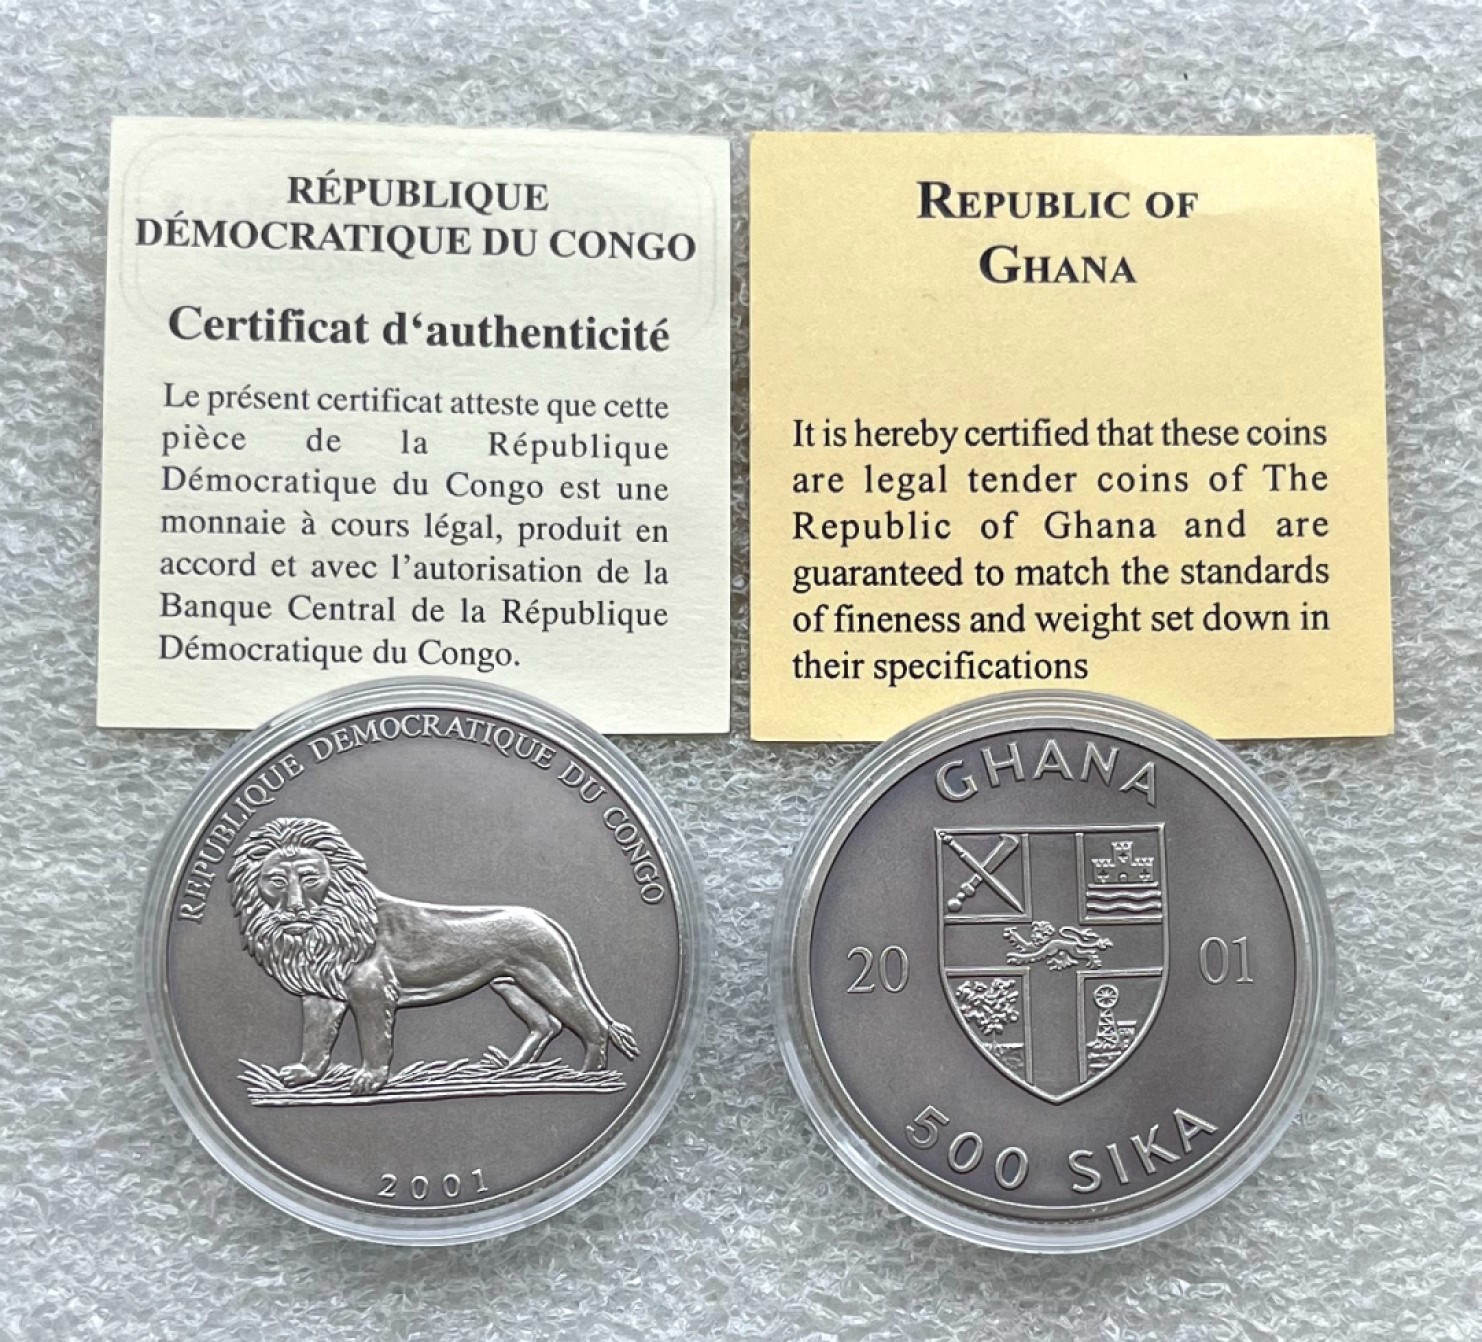 RÉPUBLIQUE
DÉMOCRATIQUE DU CONGO
Certificat d‘authenticité
Le présent certificat atteste que cette
pièce de la République
Démocratique du Congo est une
monnaie à cours légal, produit en
accord et avec l’autorisation de la
Banque Central de la République
Démocratique du Congo.
REPUBLIC OF
GHANA
It is hereby certified that these coins
are legal tender coins of The
Republic of Ghana and are
guaranteed to match the standards
of fineness and weight set down in
their specifications
REPUBLIQUE DEMOCRATIQUE DU CONGO
2001
GHANA
20 01
500 SIKA